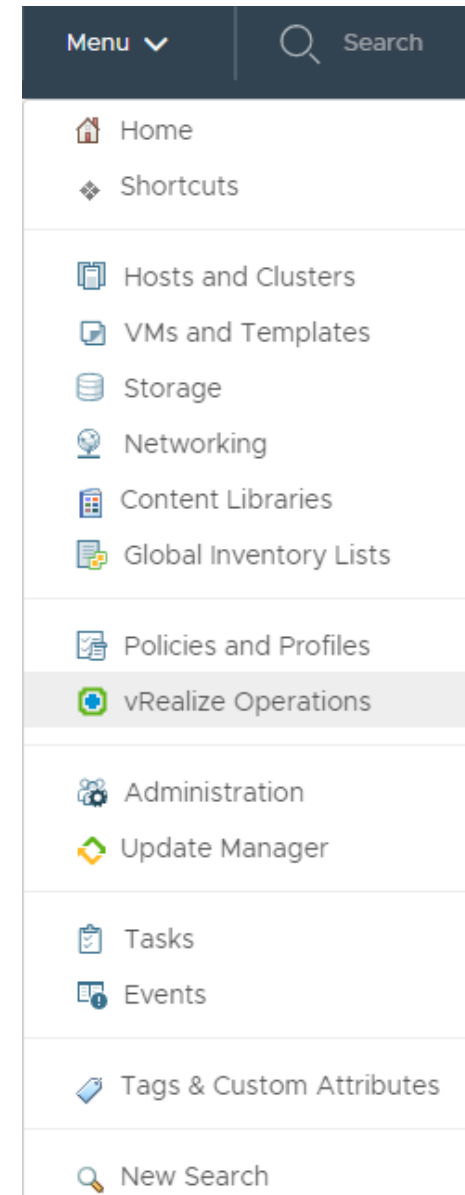 Menu Search
Home
Shortcuts
Hosts and Clusters
VMs and Templates
Storage
Networking
Content Libraries
Global Inventory Lists
Policies and Profiles
vRealize Operations
Administration
Update Manager
Tasks
Events
Tags & Custom Attributes
New Search